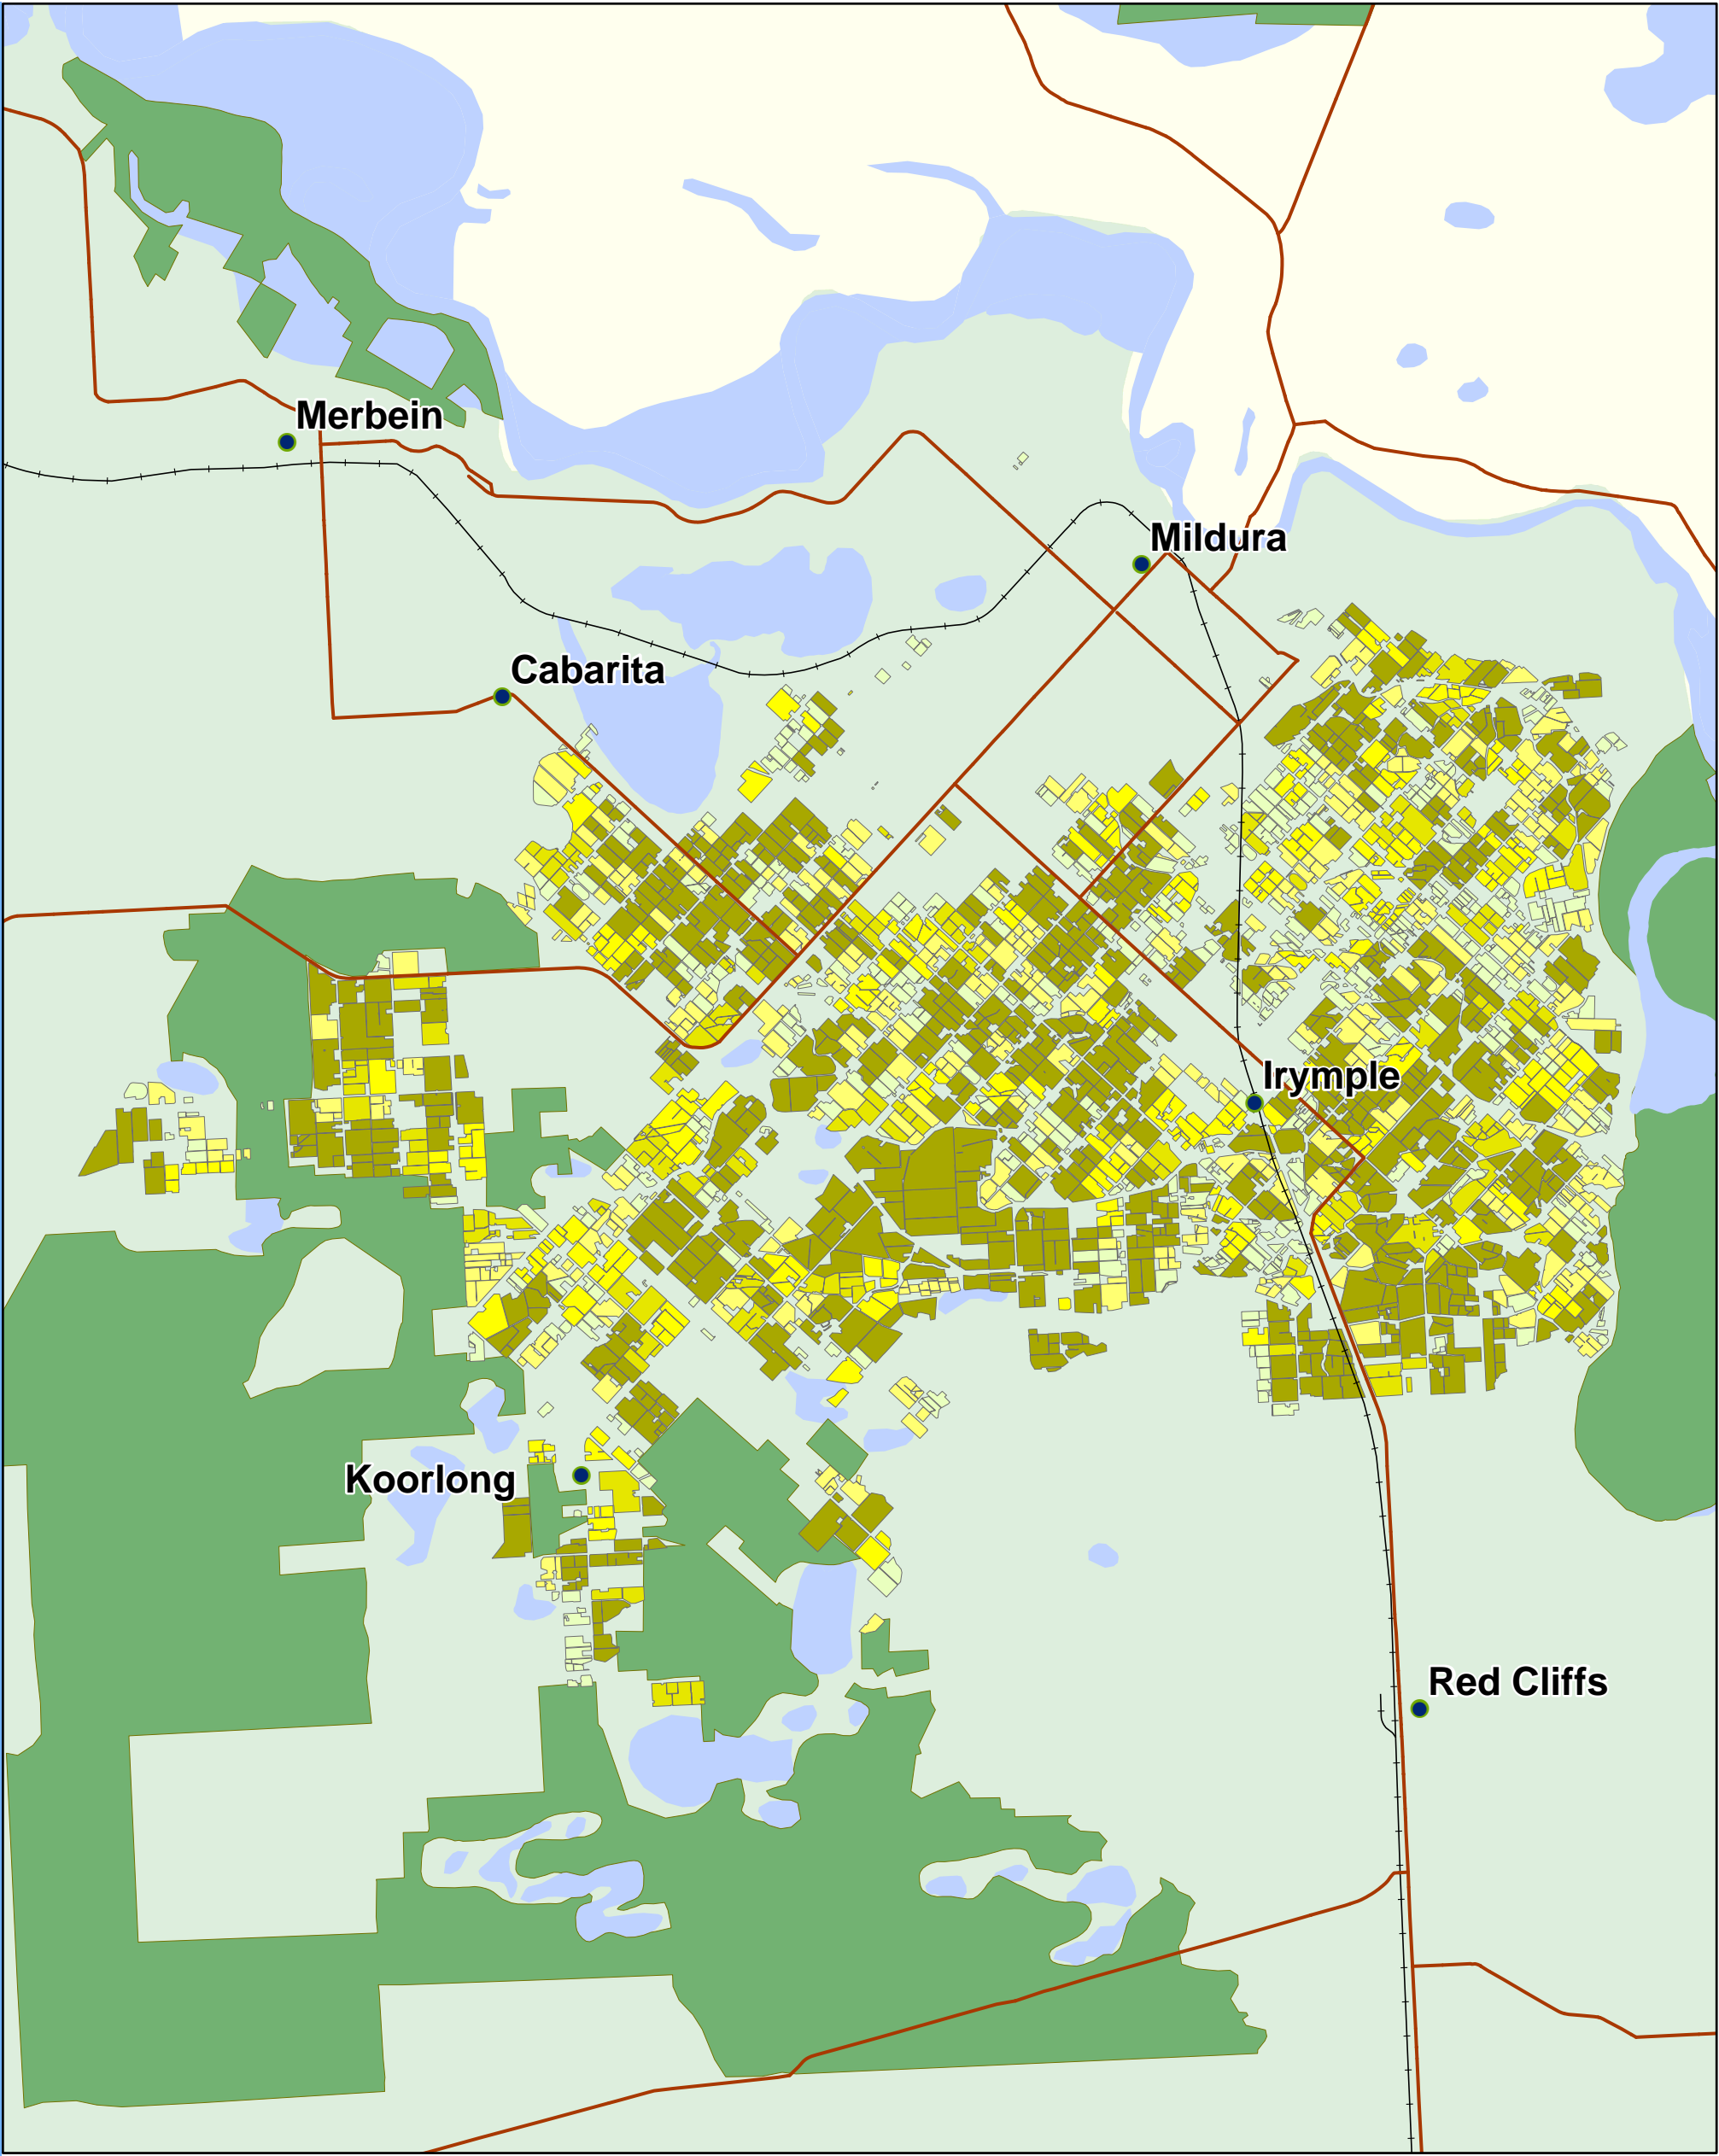 Merbein
Mildura
Cabarita
Irymple
Koorlong
Red Cliffs